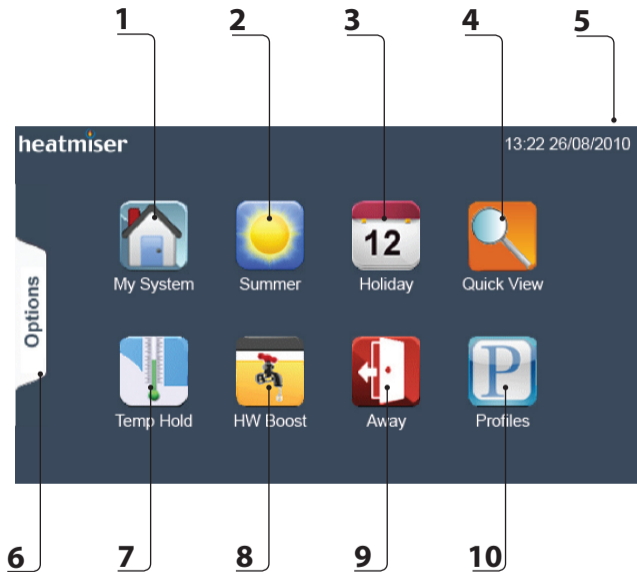 1 2 3 4 5
heatmiser 13:22 26/08/2010
12
My System Summer Holiday Quick View
Options
P
Temp Hold HW Boost Away Profiles
6 7 8 9 10